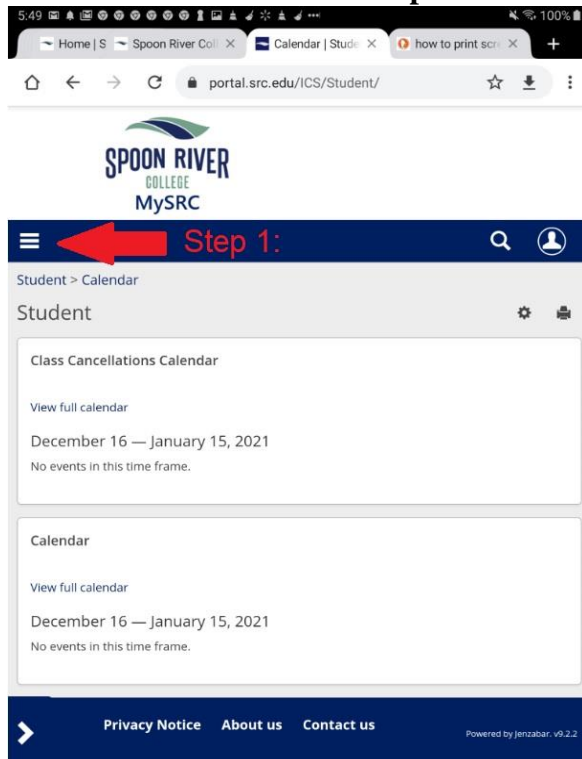 5:49 100%
Home | S Spoon River Coll Calendar | Stude how to print scr
portal.src.edu/ICS/Student/
SPOON RIVER
COLLEGE
MySRC
Step 1:
Student > Calendar
Student
Class Cancellations Calendar
View full calendar
December 16 — January 15, 2021
No events in this time frame.
Calendar
View full calendar
December 16 — January 15, 2021
No events in this time frame.
Privacy Notice About us Contact us
Powered by Jenzabar. v9.2.2